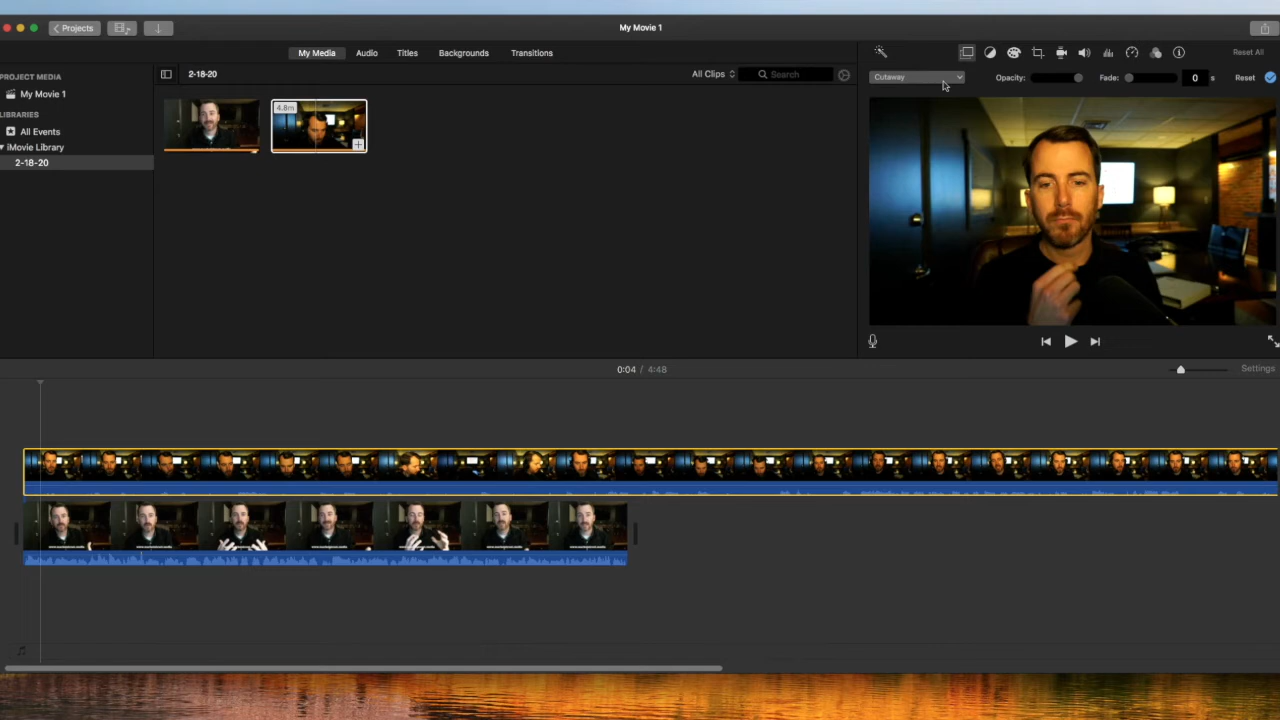 Projects
My Movie 1
My Media
Audio
Titles
Backgrounds
Transitions
Reset All
PROJECT MEDIA
My Movie 1
LIBRARIES
All Events
iMovie Library
2-18-20
2-18-20
All Clips
Search
4.8m
Cutaway
Opacity:
Fade:
0
s
Reset
0:04 / 4:48
Settings